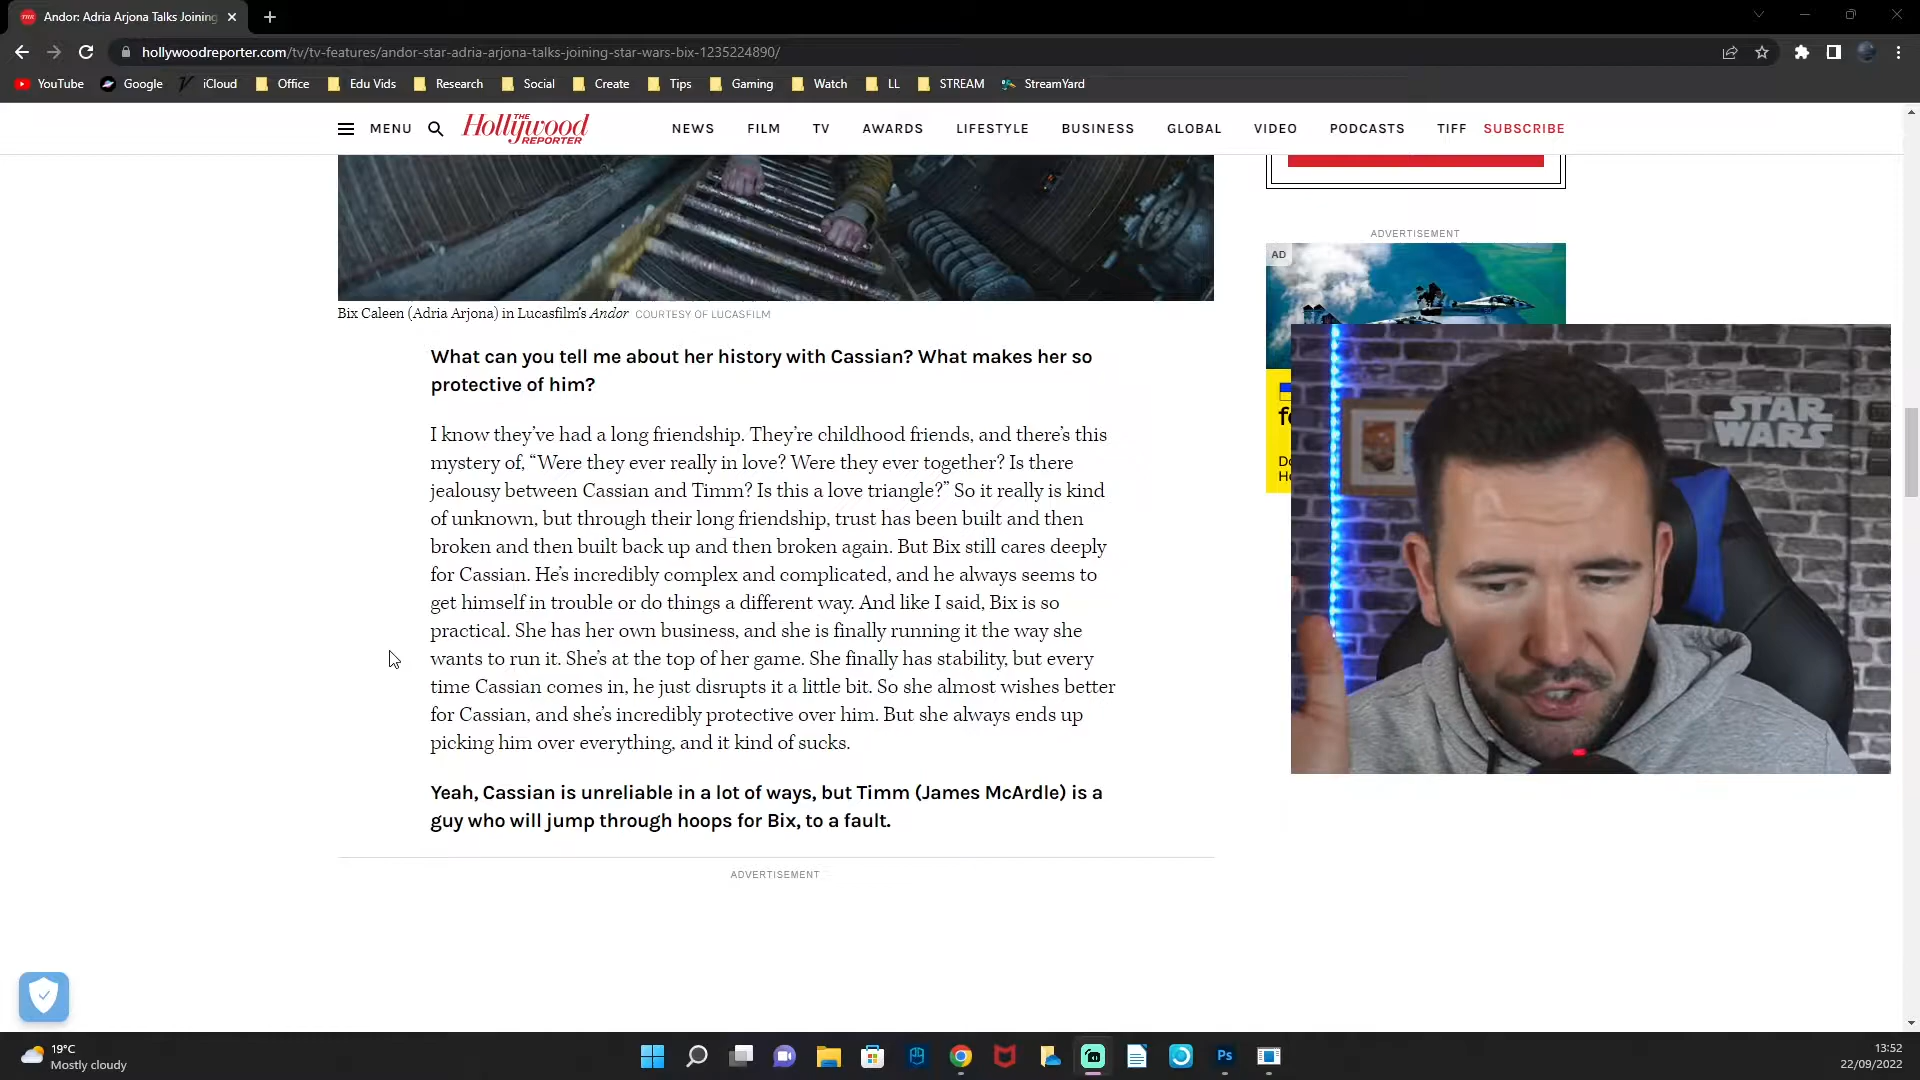 Andor: Adria Arjona Talks Joining
hollywoodreporter.com/tv/tv-features/andor-star-adria-arjona-talks-joining-star-wars-bix-1235224890/
YouTube Google iCloud Office Edu Vids Research Social Create Tips Gaming Watch LL STREAM StreamYard
MENU THE Hollywood REPORTER NEWS FILM TV AWARDS LIFESTYLE BUSINESS GLOBAL VIDEO PODCASTS TIFF SUBSCRIBE
ADVERTISEMENT
AD
Bix Caleen (Adria Arjona) in Lucasfilm's Andor COURTESY OF LUCASFILM
What can you tell me about her history with Cassian? What makes her so
protective of him?
I know they've had a long friendship. They're childhood friends, and there's this
mystery of, “Were they ever really in love? Were they ever together? Is there
jealousy between Cassian and Timm? Is this a love triangle?” So it really is kind
of unknown, but through their long friendship, trust has been built and then
broken and then built back up and then broken again. But Bix still cares deeply
for Cassian. He's incredibly complex and complicated, and he always seems to
get himself in trouble or do things a different way. And like I said, Bix is so
practical. She has her own business, and she is finally running it the way she
wants to run it. She's at the top of her game. She finally has stability, but every
time Cassian comes in, he just disrupts it a little bit. So she almost wishes better
for Cassian, and she's incredibly protective over him. But she always ends up
picking him over everything, and it kind of sucks.
Yeah, Cassian is unreliable in a lot of ways, but Timm (James McArdle) is a
guy who will jump through hoops for Bix, to a fault.
ADVERTISEMENT
STAR
WARS
19°C
Mostly cloudy
Ps
13:52
22/09/2022